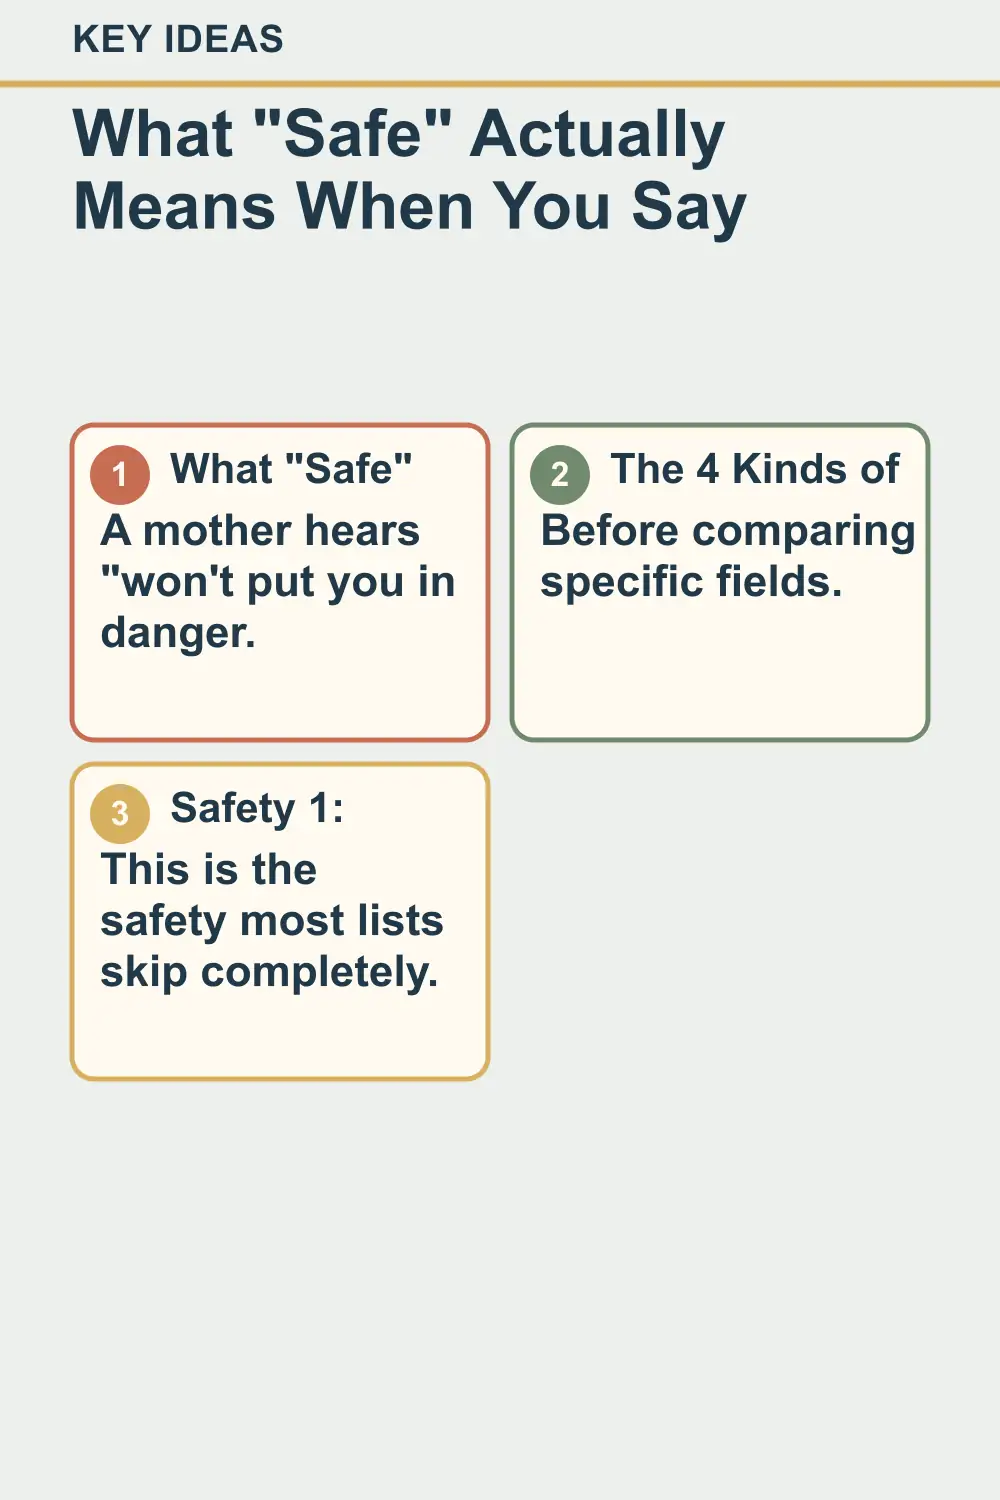 KEY IDEAS
What "Safe" Actually
Means When You Say
1 What "Safe"
A mother hears
"won't put you in
danger.
2 The 4 Kinds of
Before comparing
specific fields.
3 Safety 1:
This is the
safety most lists
skip completely.